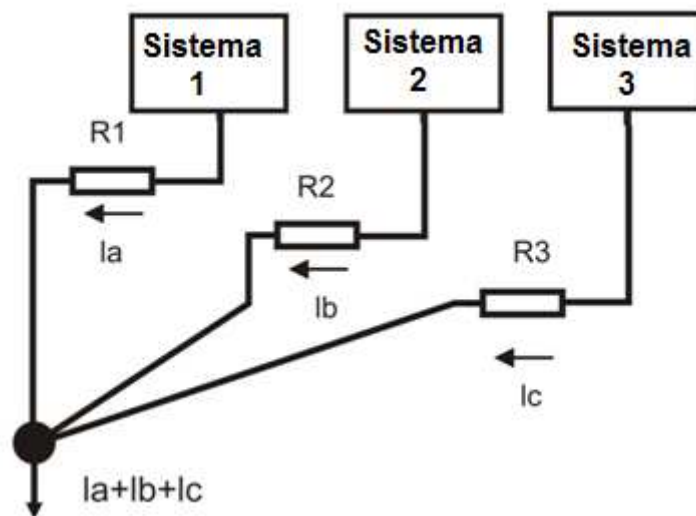 Sistema
1
Sistema
2
Sistema
3
R1
Ia
R2
Ib
R3
Ic
Ia+Ib+Ic